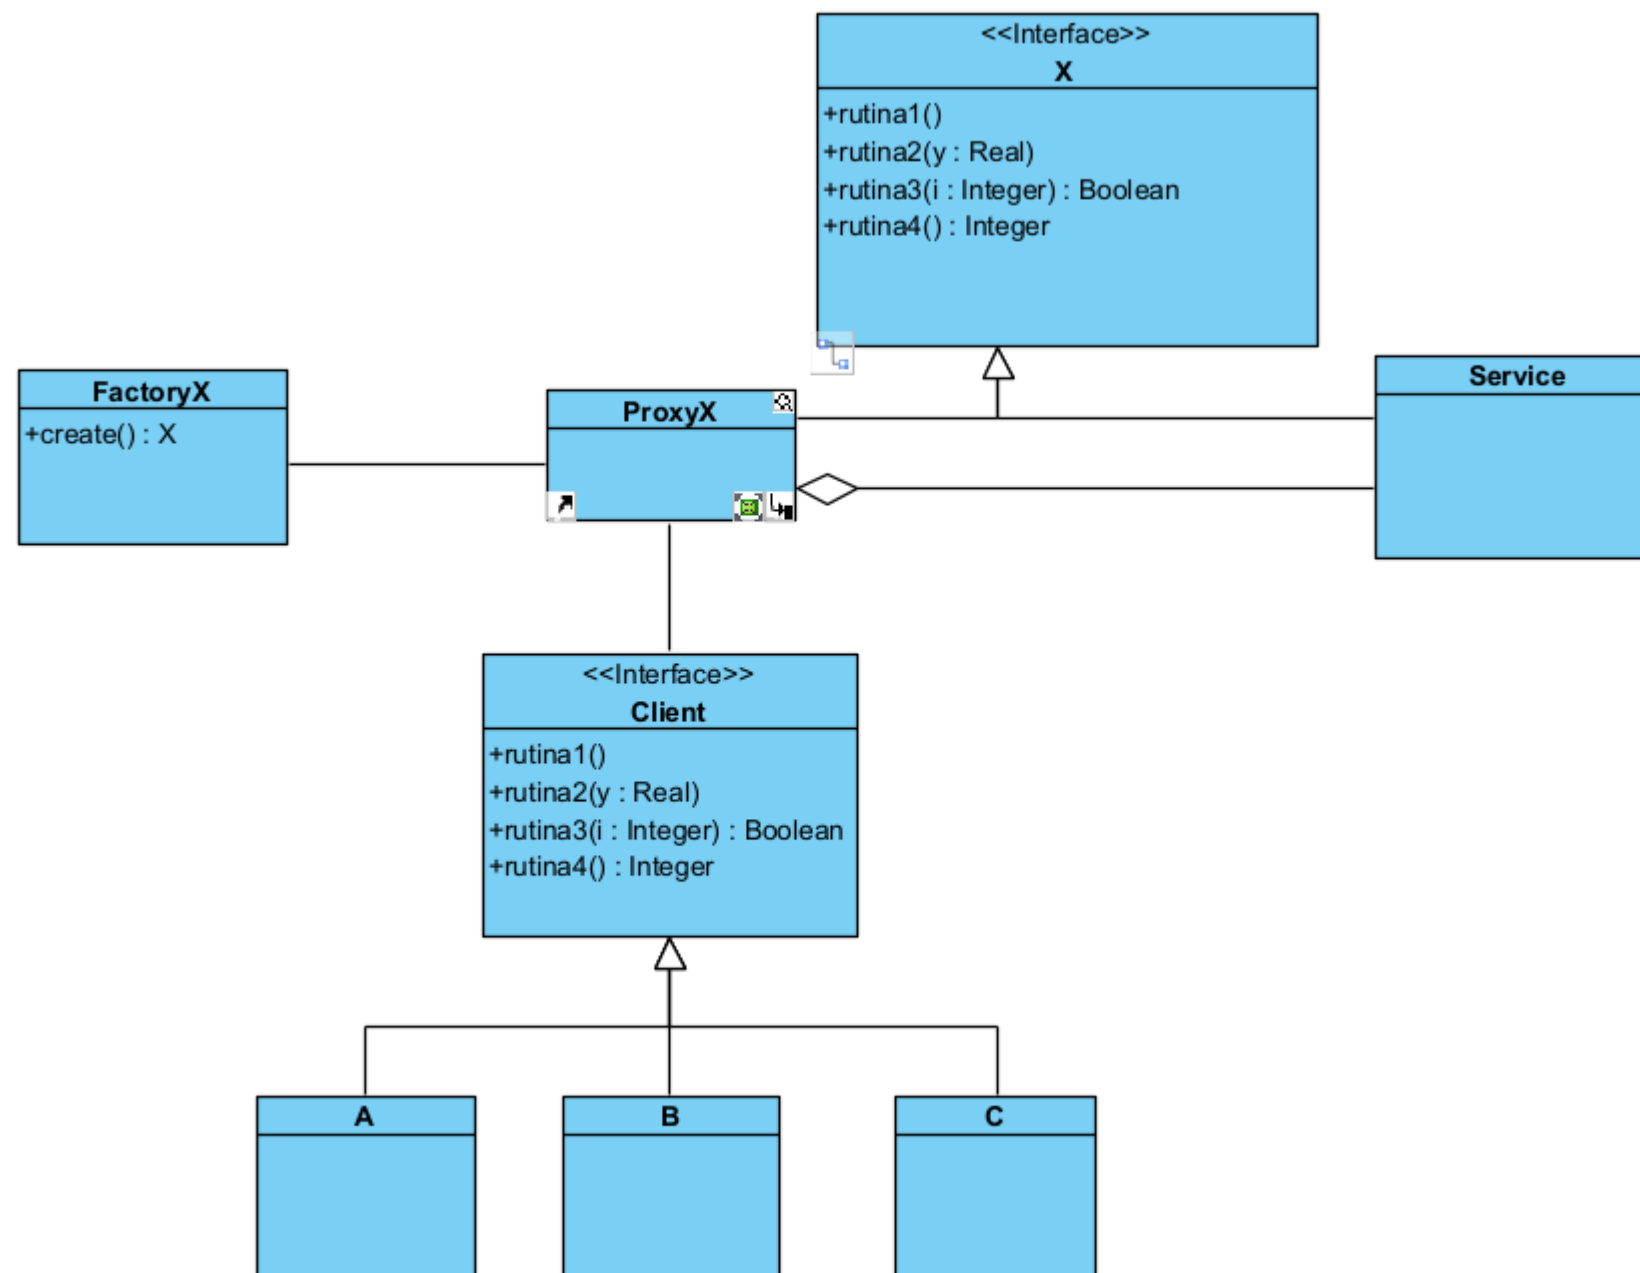 <<Interface>>
X
+rutina1()
+rutina2(y : Real)
+rutina3(i : Integer) : Boolean
+rutina4() : Integer
FactoryX
+create() : X
ProxyX
Service
<<Interface>>
Client
+rutina1()
+rutina2(y : Real)
+rutina3(i : Integer) : Boolean
+rutina4() : Integer
A
B
C